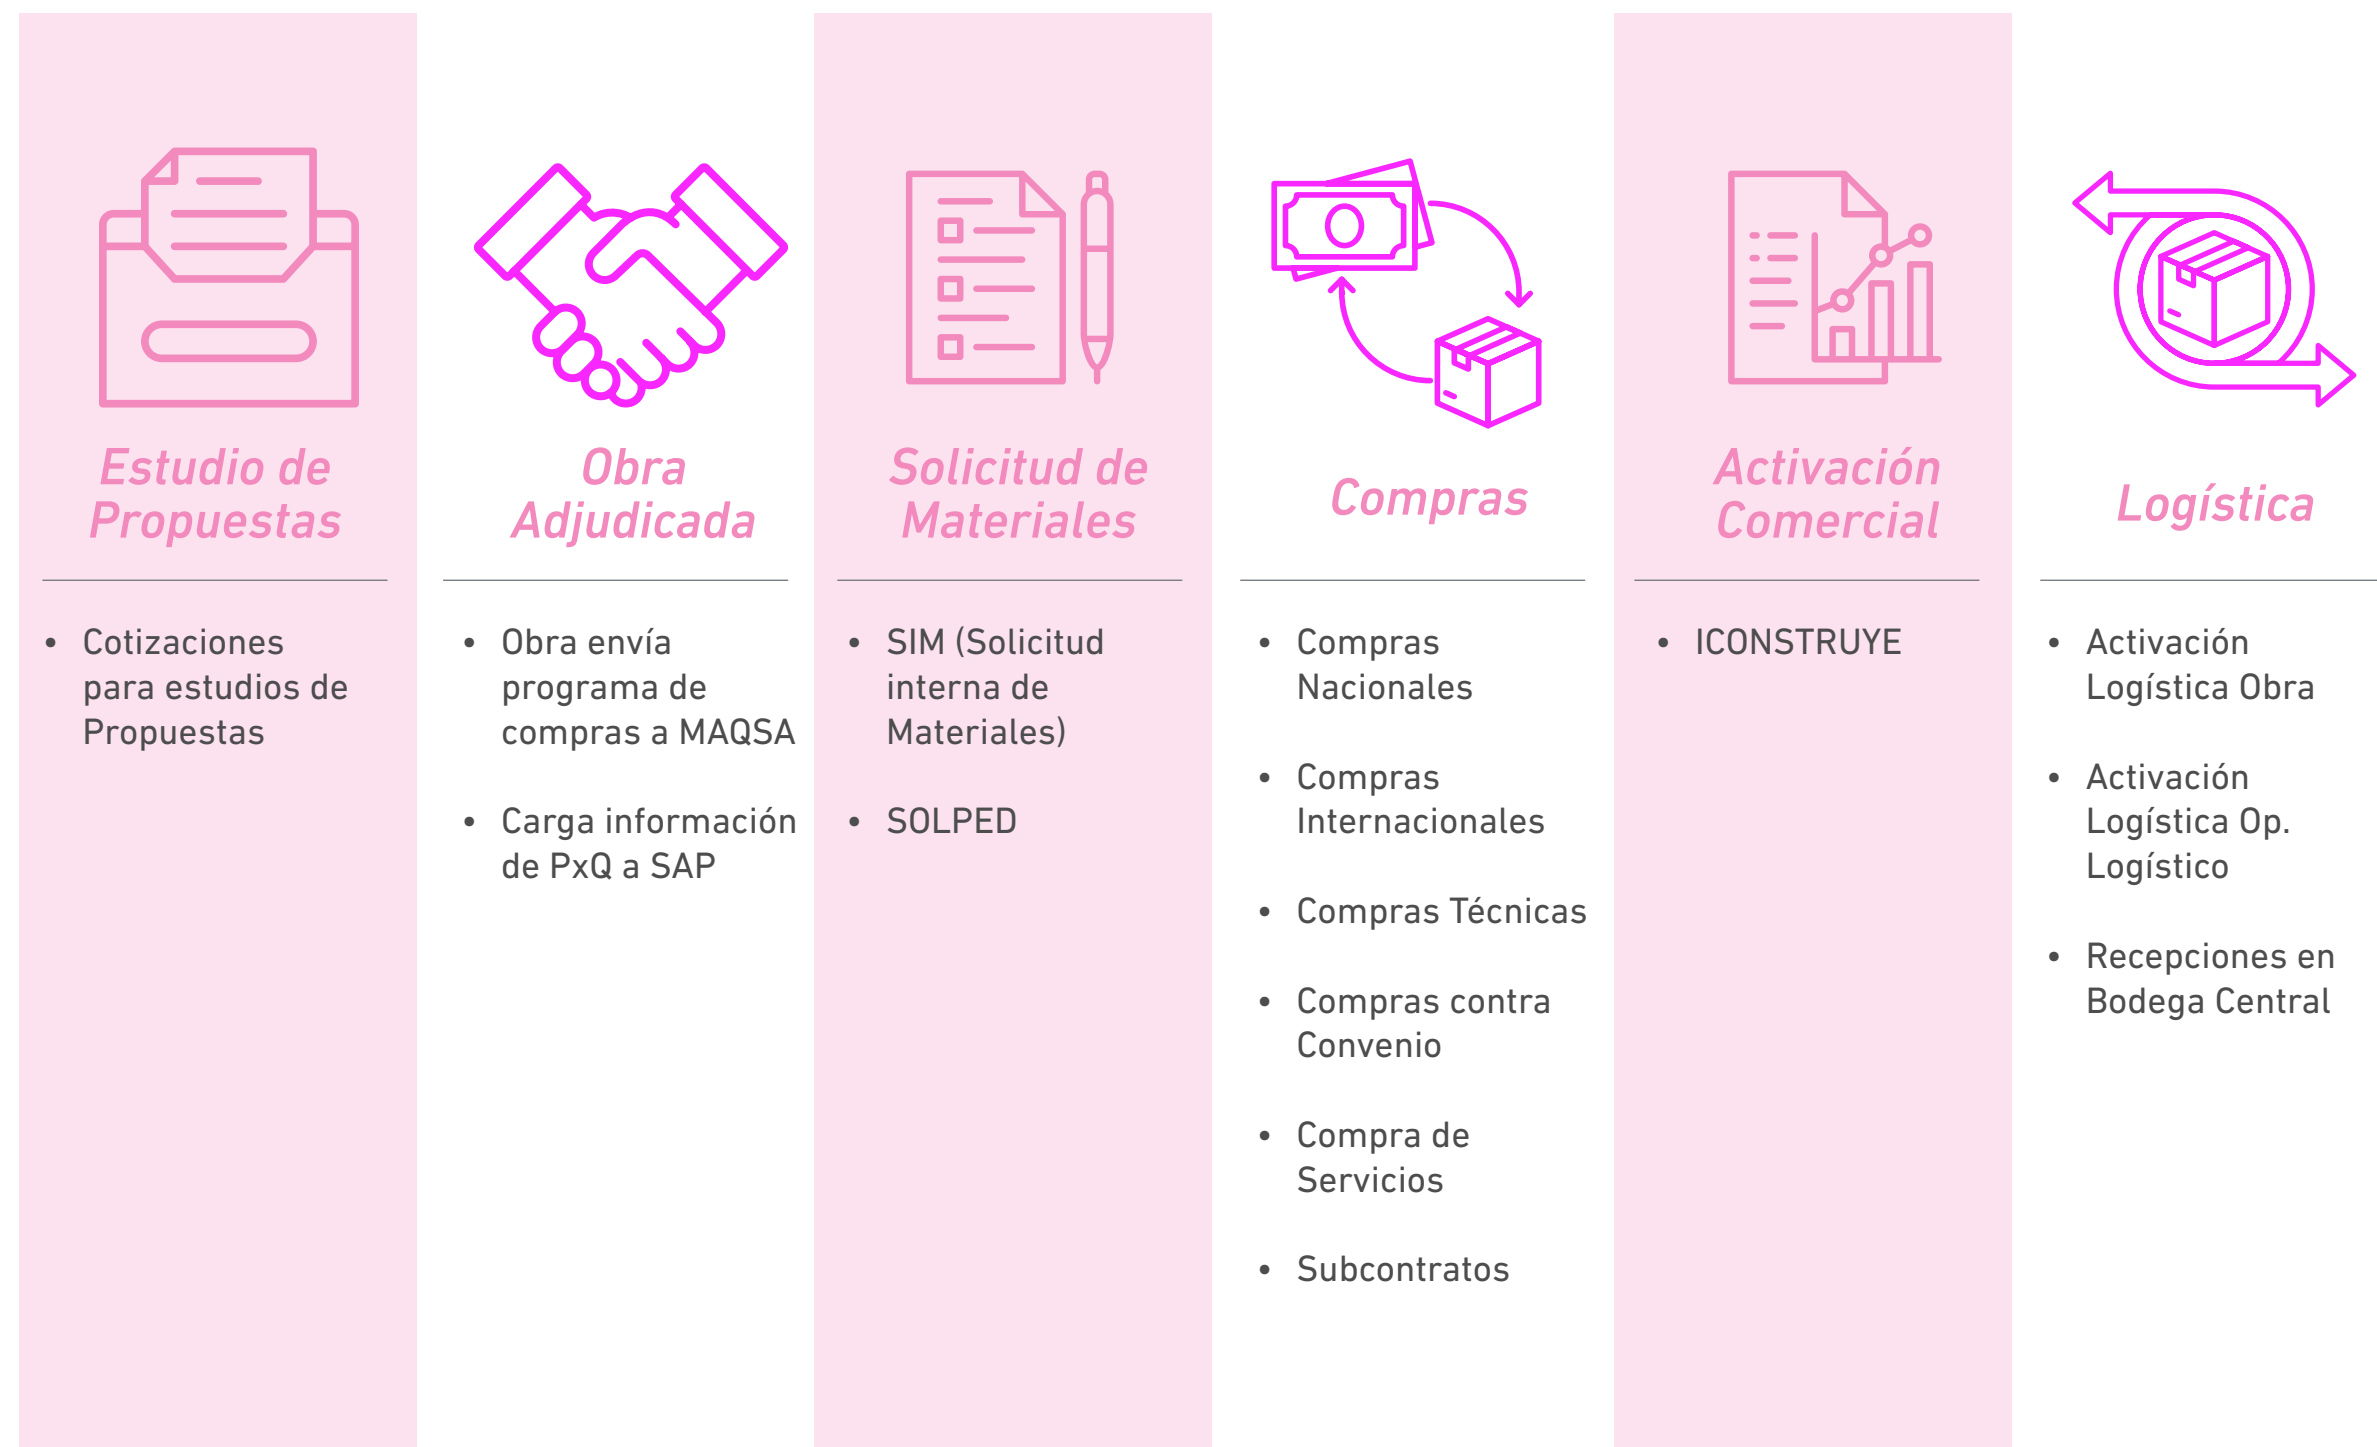 Estudio de
Propuestas
• Cotizaciones
para estudios de
Propuestas
Obra
Adjudicada
• Obra envía
programa de
compras a MAQSA
• Carga información
de PxQ a SAP
Solicitud de
Materiales
• SIM (Solicitud
interna de
Materiales)
• SOLPED
Compras
• Compras
Nacionales
• Compras
Internacionales
• Compras Técnicas
• Compras contra
Convenio
• Compra de
Servicios
• Subcontratos
Activación
Comercial
• ICONSTRUYE
Logística
• Activación
Logística Obra
• Activación
Logística Op.
Logístico
• Recepciones en
Bodega Central